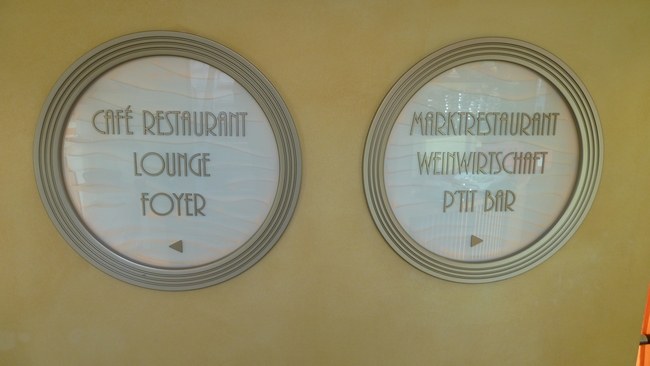 CAFÉ RESTAURANT
LOUNGE
FOYER
MARKTRESTAURANT
WEINWIRTSCHAFT
P'TIT BAR